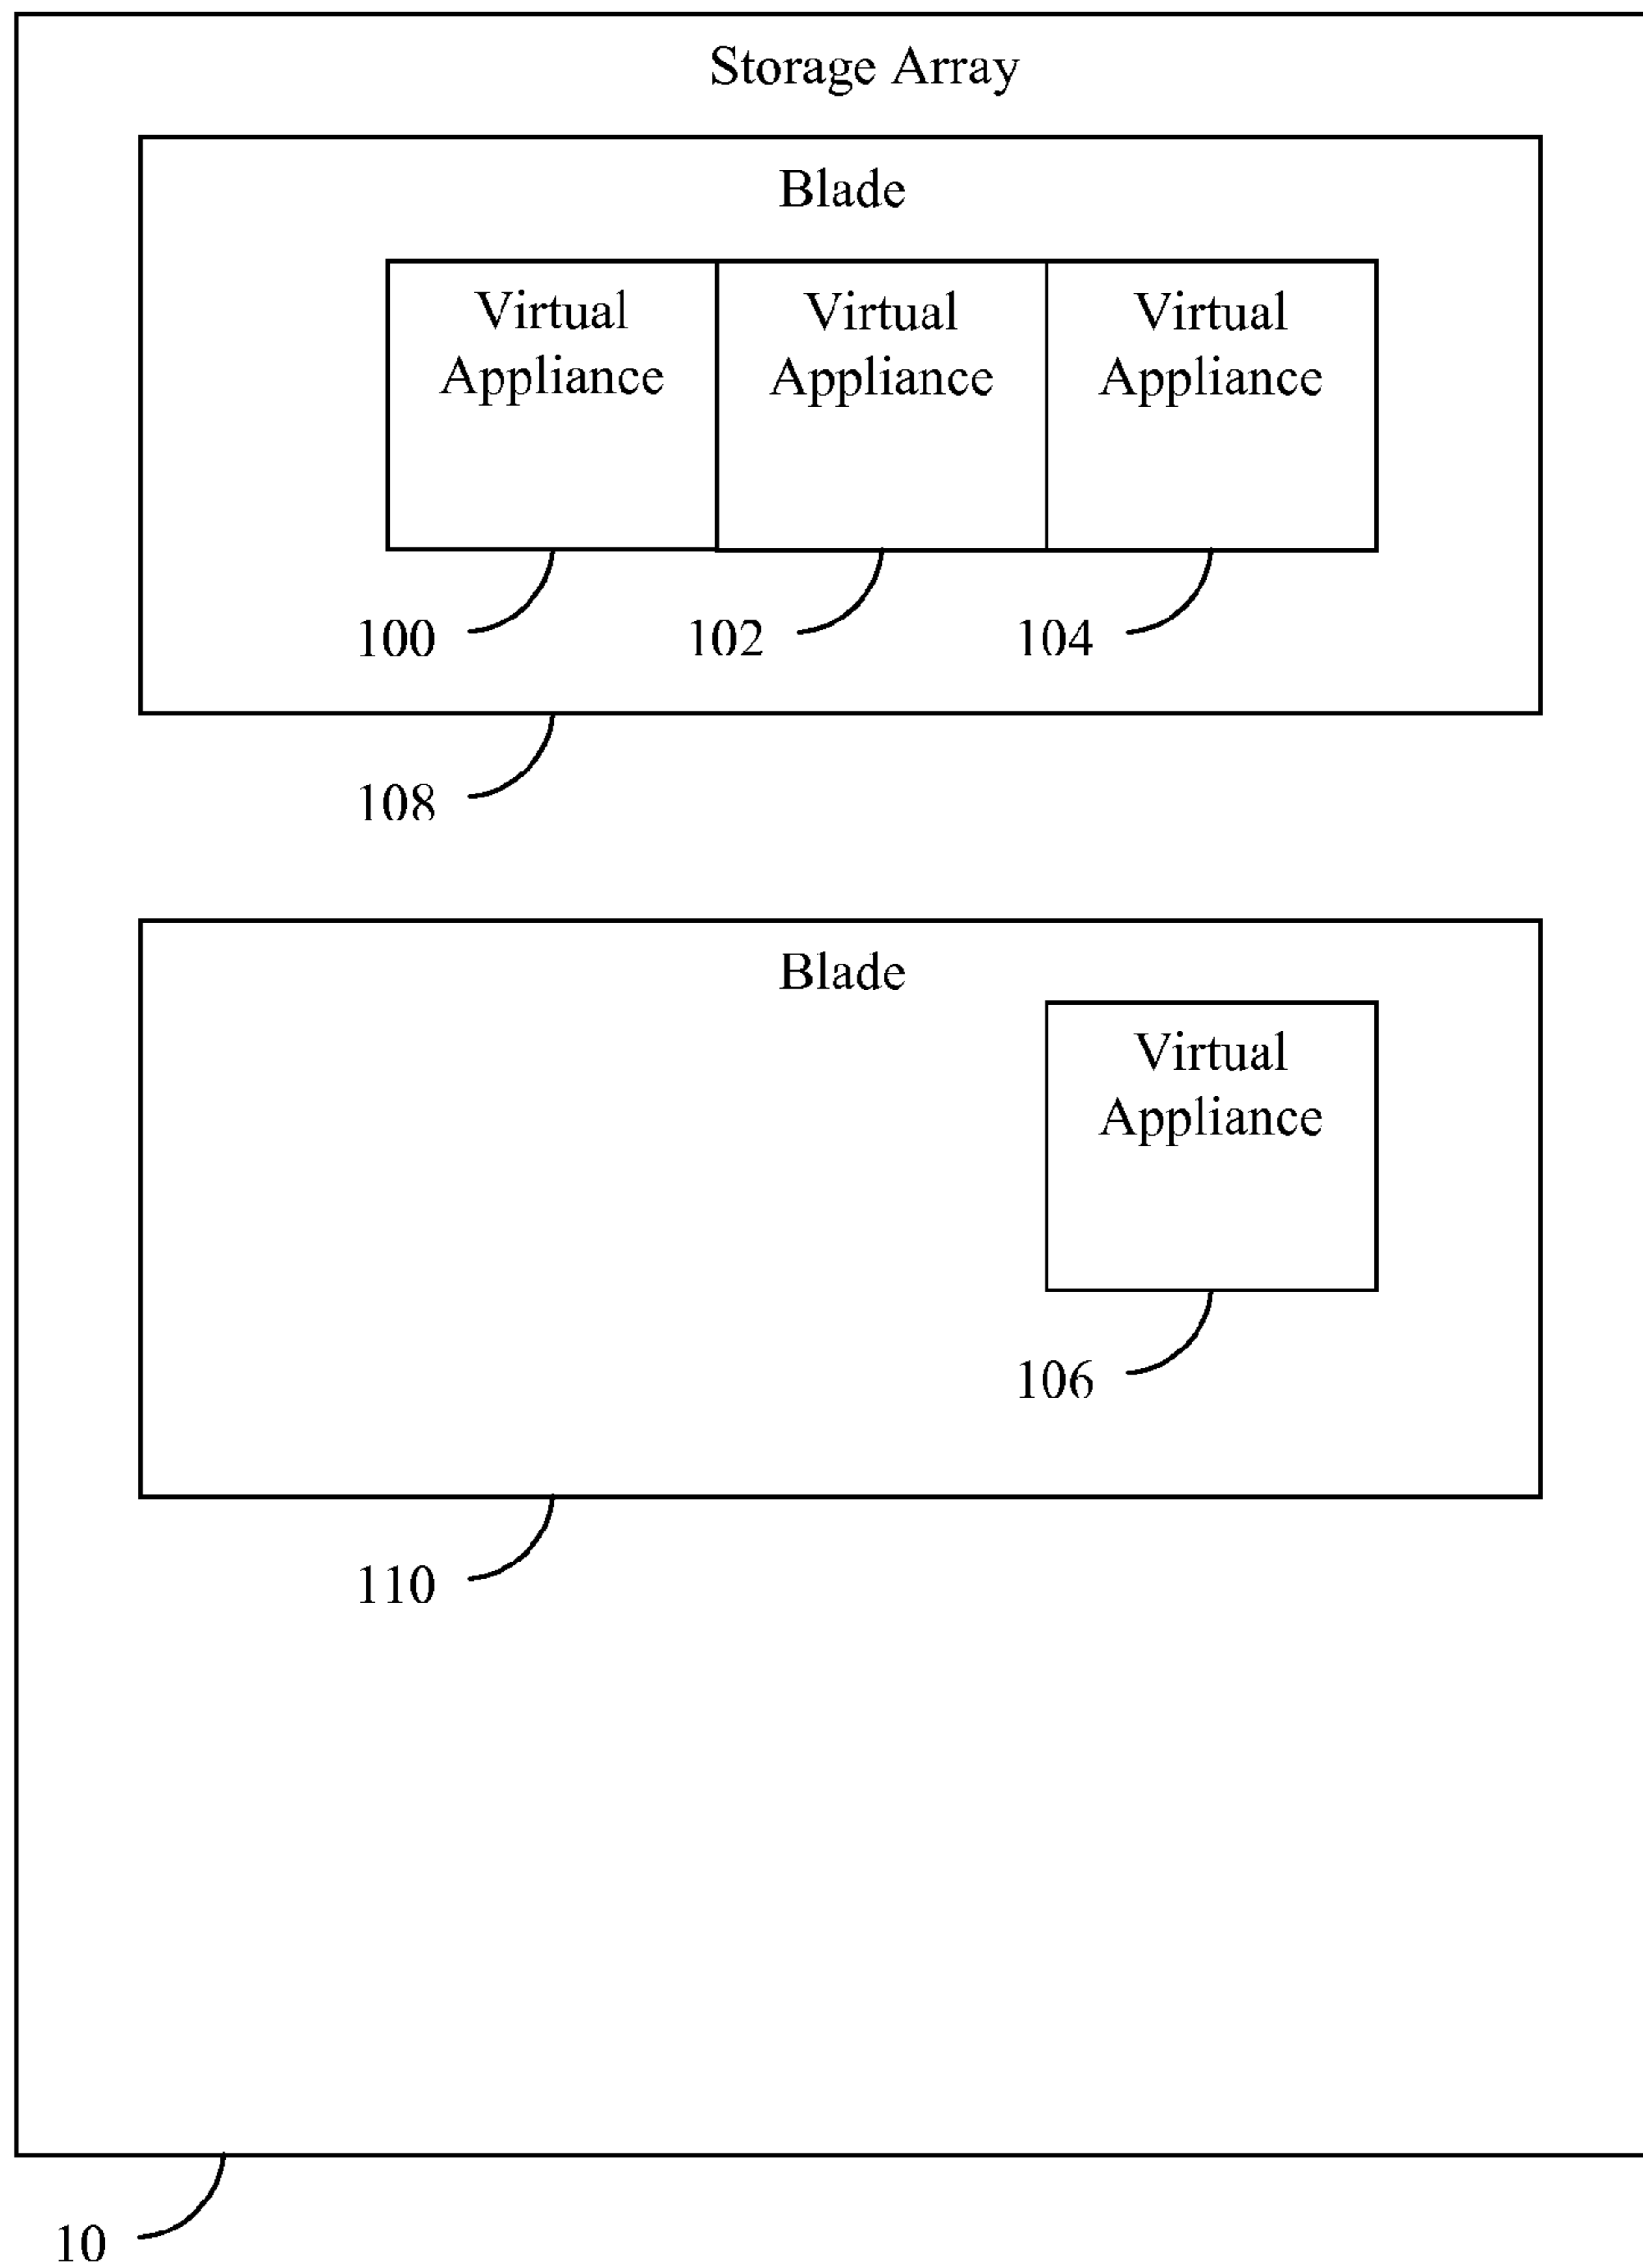 Storage Array
Blade
Virtual Virtual Virtual
Appliance Appliance Appliance
100 102 104
108
Blade
Virtual
Appliance
106
110
10